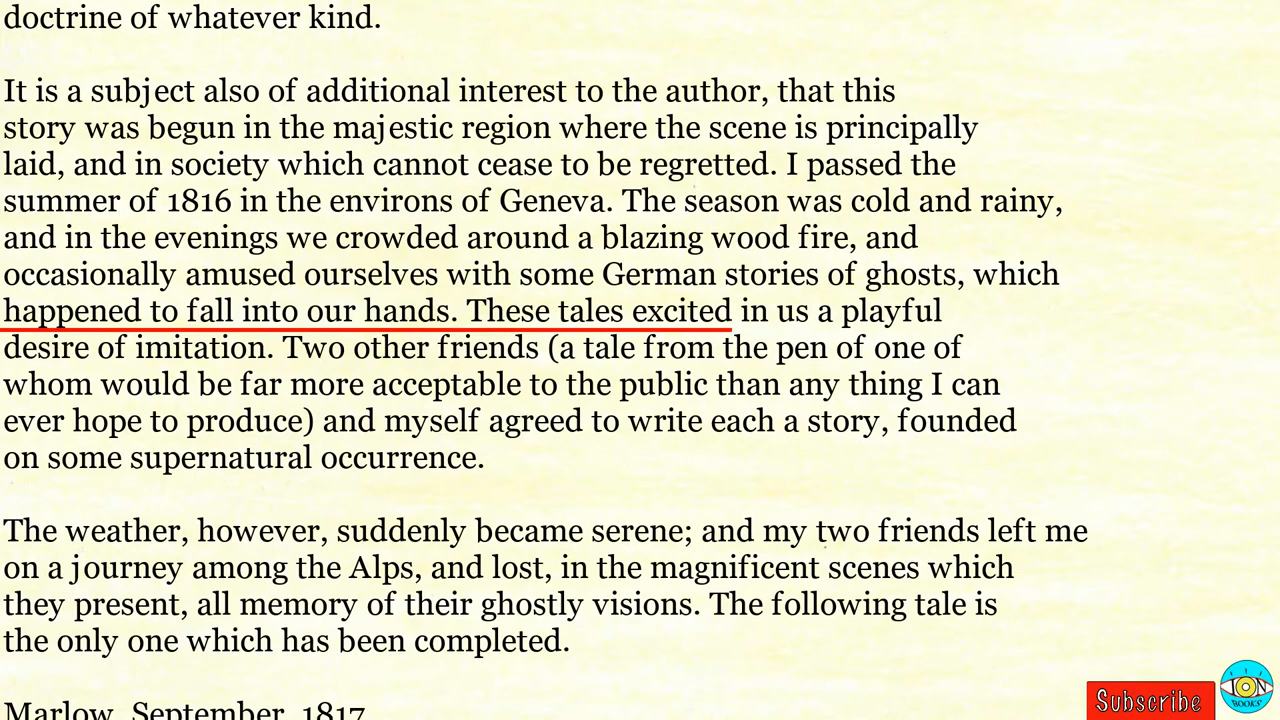 doctrine of whatever kind.
It is a subject also of additional interest to the author, that this
story was begun in the majestic region where the scene is principally
laid, and in society which cannot cease to be regretted. I passed the
summer of 1816 in the environs of Geneva. The season was cold and rainy,
and in the evenings we crowded around a blazing wood fire, and
occasionally amused ourselves with some German stories of ghosts, which
happened to fall into our hands. These tales excited in us a playful
desire of imitation. Two other friends (a tale from the pen of one of
whom would be far more acceptable to the public than any thing I can
ever hope to produce) and myself agreed to write each a story, founded
on some supernatural occurrence.
The weather, however, suddenly became serene; and my two friends left me
on a journey among the Alps, and lost, in the magnificent scenes which
they present, all memory of their ghostly visions. The following tale is
the only one which has been completed.
Marlow, September, 1817
Subscribe
ION
BOOKS